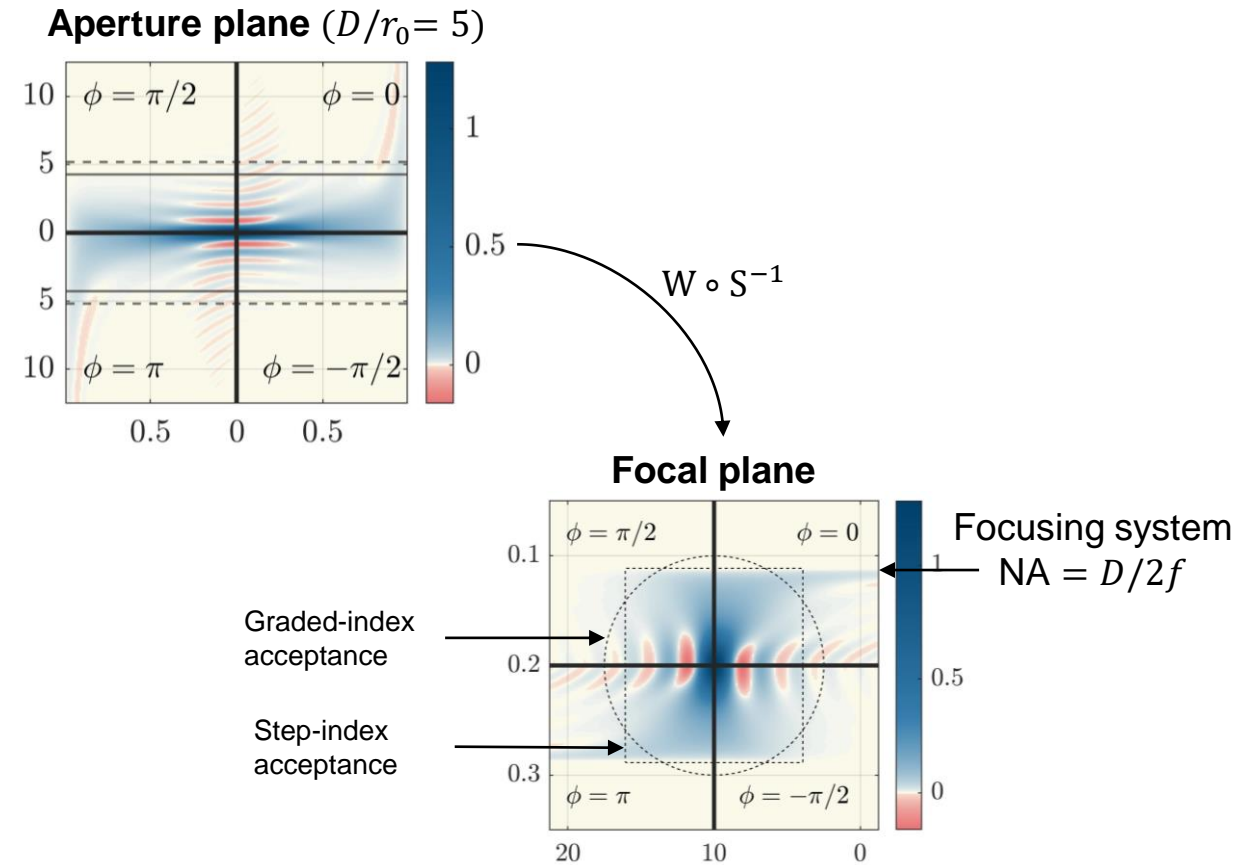 Aperture plane (𝐷/𝑟₀= 5)
10
5
0
5
10
ϕ = π/2
ϕ = 0
ϕ = π
ϕ = −π/2
0.5 0 0.5
1
0.5
0
W ∘ S⁻¹
Focal plane
0.1
0.2
0.3
ϕ = π/2
ϕ = 0
ϕ = π
ϕ = −π/2
20 10 0
1
0.5
0
Focusing system
NA = 𝐷/2𝑓
Graded-index
acceptance
Step-index
acceptance